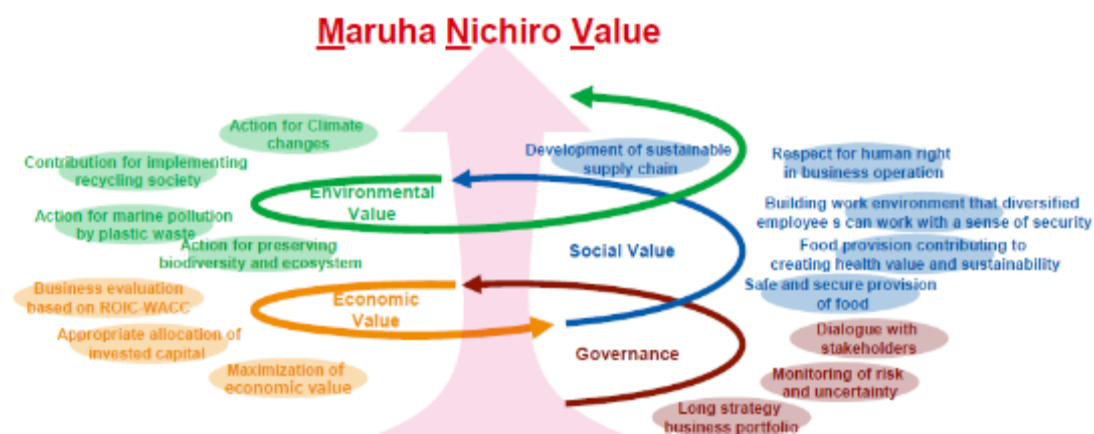 Maruha Nichiro Value
Action for Climate
changes
Contribution for implementing
recycling society
Action for marine pollution
by plastic waste
Action for preserving
biodiversity and ecosystem
Environmental
Value
Development of sustainable
supply chain
Respect for human right
in business operation
Building work environment that diversified
employee s can work with a sense of security
Food provision contributing to
creating health value and sustainability
Safe and secure provision
of food
Social Value
Business evaluation
based on ROIC-WACC
Appropriate allocation of
invested capital
Maximization of
economic value
Economic
Value
Governance
Dialogue with
stakeholders
Monitoring of risk
and uncertainty
Long strategy
business portfolio